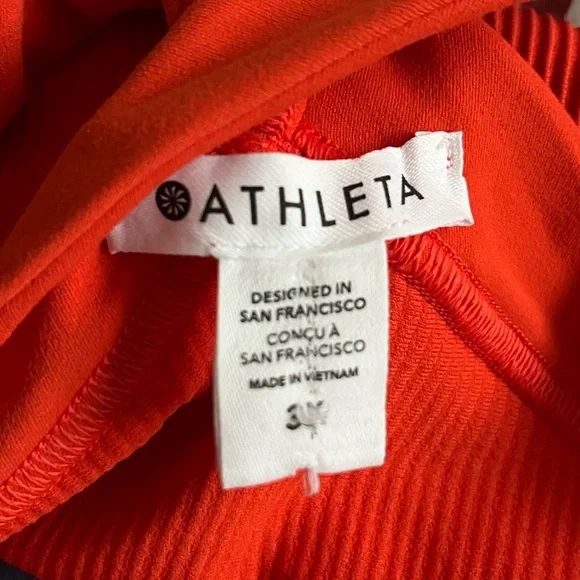 ATHLETA
DESIGNED IN
SAN FRANCISCO
CONÇU À
SAN FRANCISCO
MADE IN VIETNAM